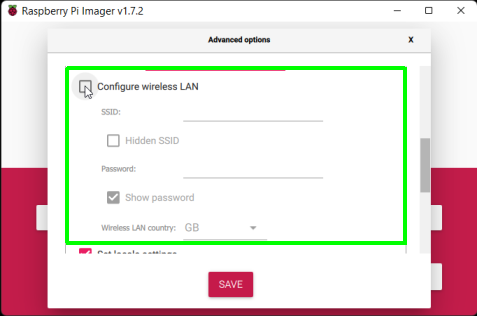 Raspberry Pi Imager v1.7.2
Advanced options
X
Configure wireless LAN
SSID:
Hidden SSID
Password:
Show password
Wireless LAN country: GB
Set locale settings
SAVE